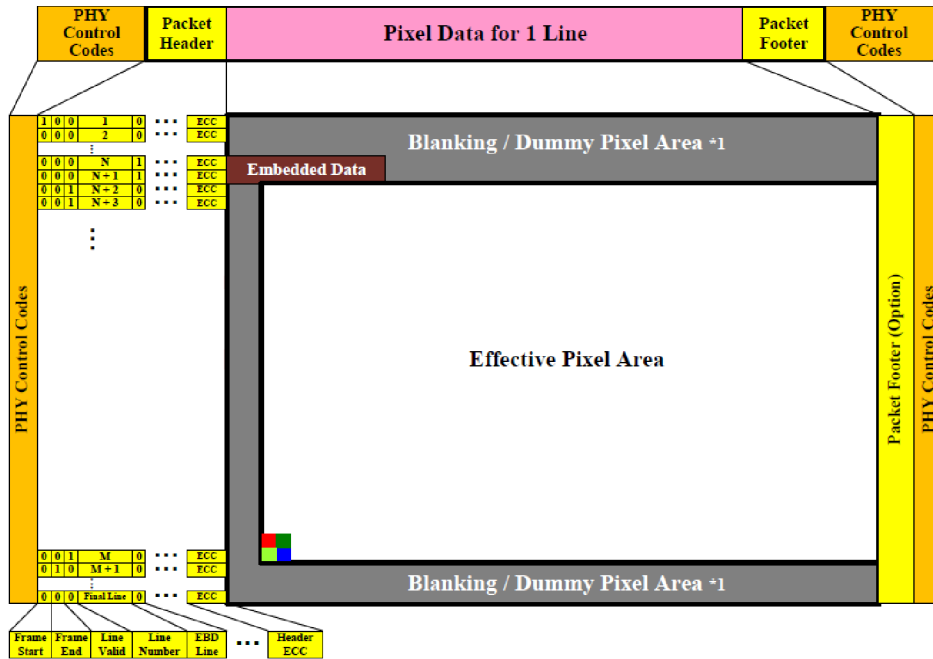 PHY Control Codes
Packet Header
Pixel Data for 1 Line
Packet Footer
PHY Control Codes
PHY Control Codes
1 0 0 1 0 ... ECC
0 0 0 2 0 ... ECC
⋮
0 0 0 N 1 ... ECC
0 0 0 N + 1 1 ... ECC
0 0 1 N + 2 0 ... ECC
0 0 1 N + 3 0 ... ECC
⋮
Blanking / Dummy Pixel Area *1
Embedded Data
Effective Pixel Area
Packet Footer (Option)
PHY Control Codes
0 0 1 M 0 ... ECC
0 1 0 M + 1 0 ... ECC
⋮
0 0 0 Final Line 0 ... ECC
Blanking / Dummy Pixel Area *1
Frame Start
Frame End
Line Valid
Line Number
EBD Line
...
Header ECC